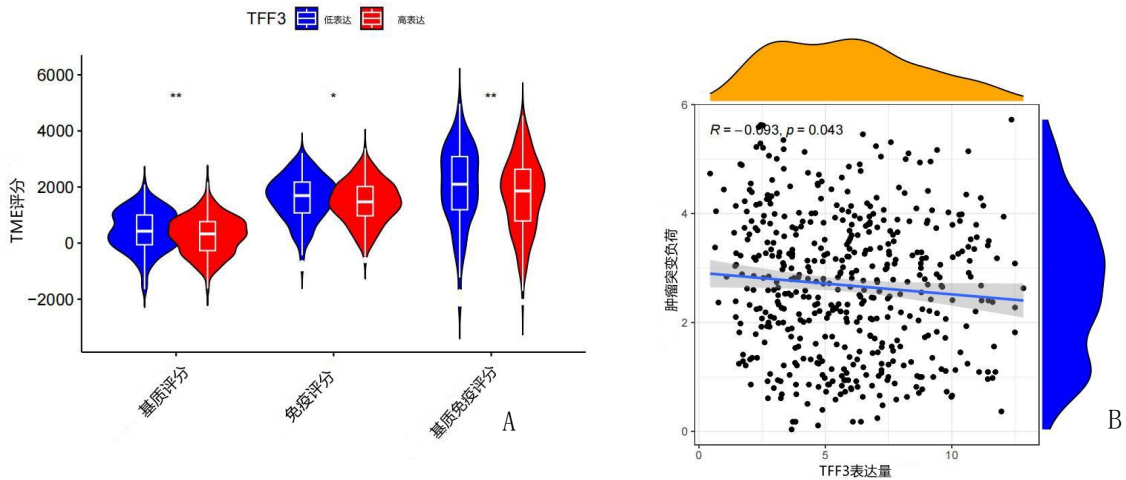 TFF3 低表达 高表达
6000
4000
2000
0
−2000
TME评分
** * **
基质评分
免疫评分
基质免疫评分
A
R = −0.093, p = 0.043
6
4
2
0
肿瘤突变负荷
0 5 10
TFF3表达量
B